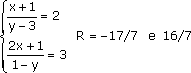 x + 1
y − 3 = 2
2x + 1
1 − y = 3
R = −17/7 e 16/7